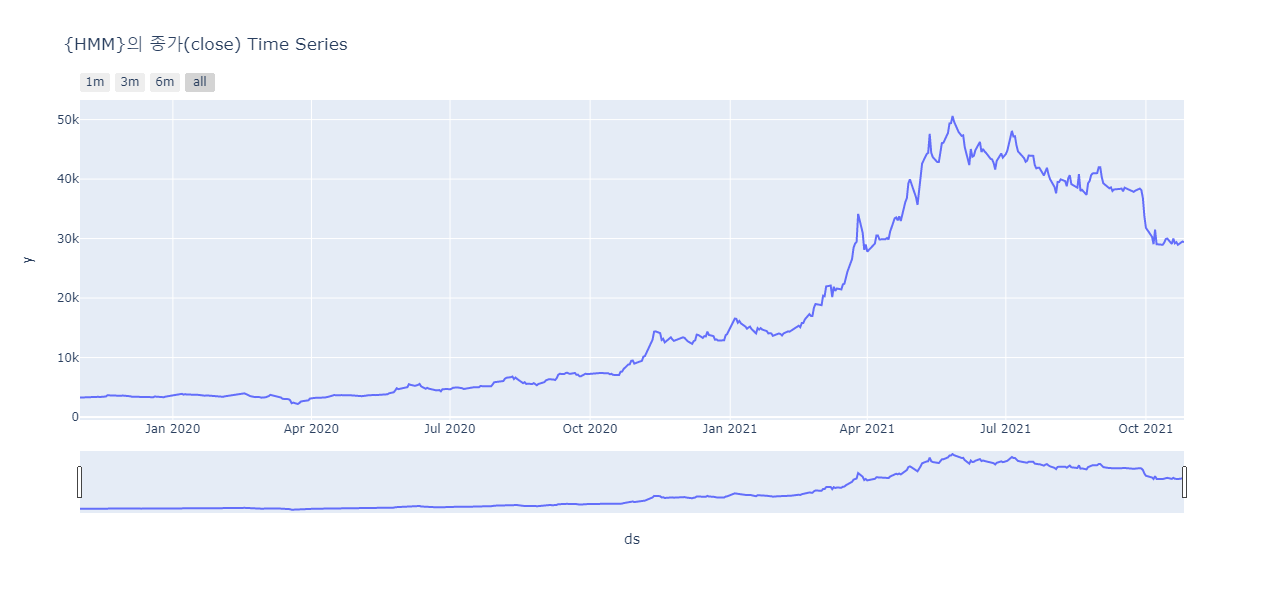 {HMM}의 종가(close) Time Series
1m 3m 6m all
50k
40k
30k
20k
10k
0
y
Jan 2020 Apr 2020 Jul 2020 Oct 2020 Jan 2021 Apr 2021 Jul 2021 Oct 2021
ds